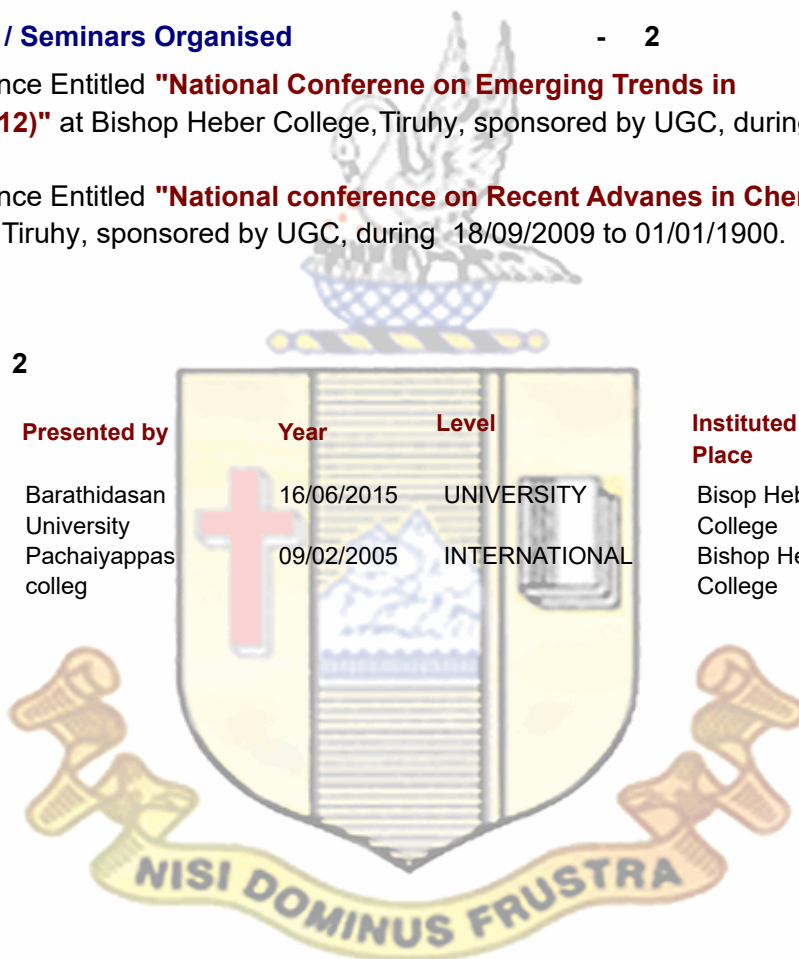 / Seminars Organised - 2
nce Entitled "National Conferene on Emerging Trends in
12)" at Bishop Heber College,Tiruhy, sponsored by UGC, during
nce Entitled "National conference on Recent Advanes in Cher
Tiruhy, sponsored by UGC, during 18/09/2009 to 01/01/1900.
2
Presented by Year Level Instituted
Place
Barathidasan 16/06/2015 UNIVERSITY Bisop Heb
University College
Pachaiyappas 09/02/2005 INTERNATIONAL Bishop He
colleg College
NISI DOMINUS FRUSTRA